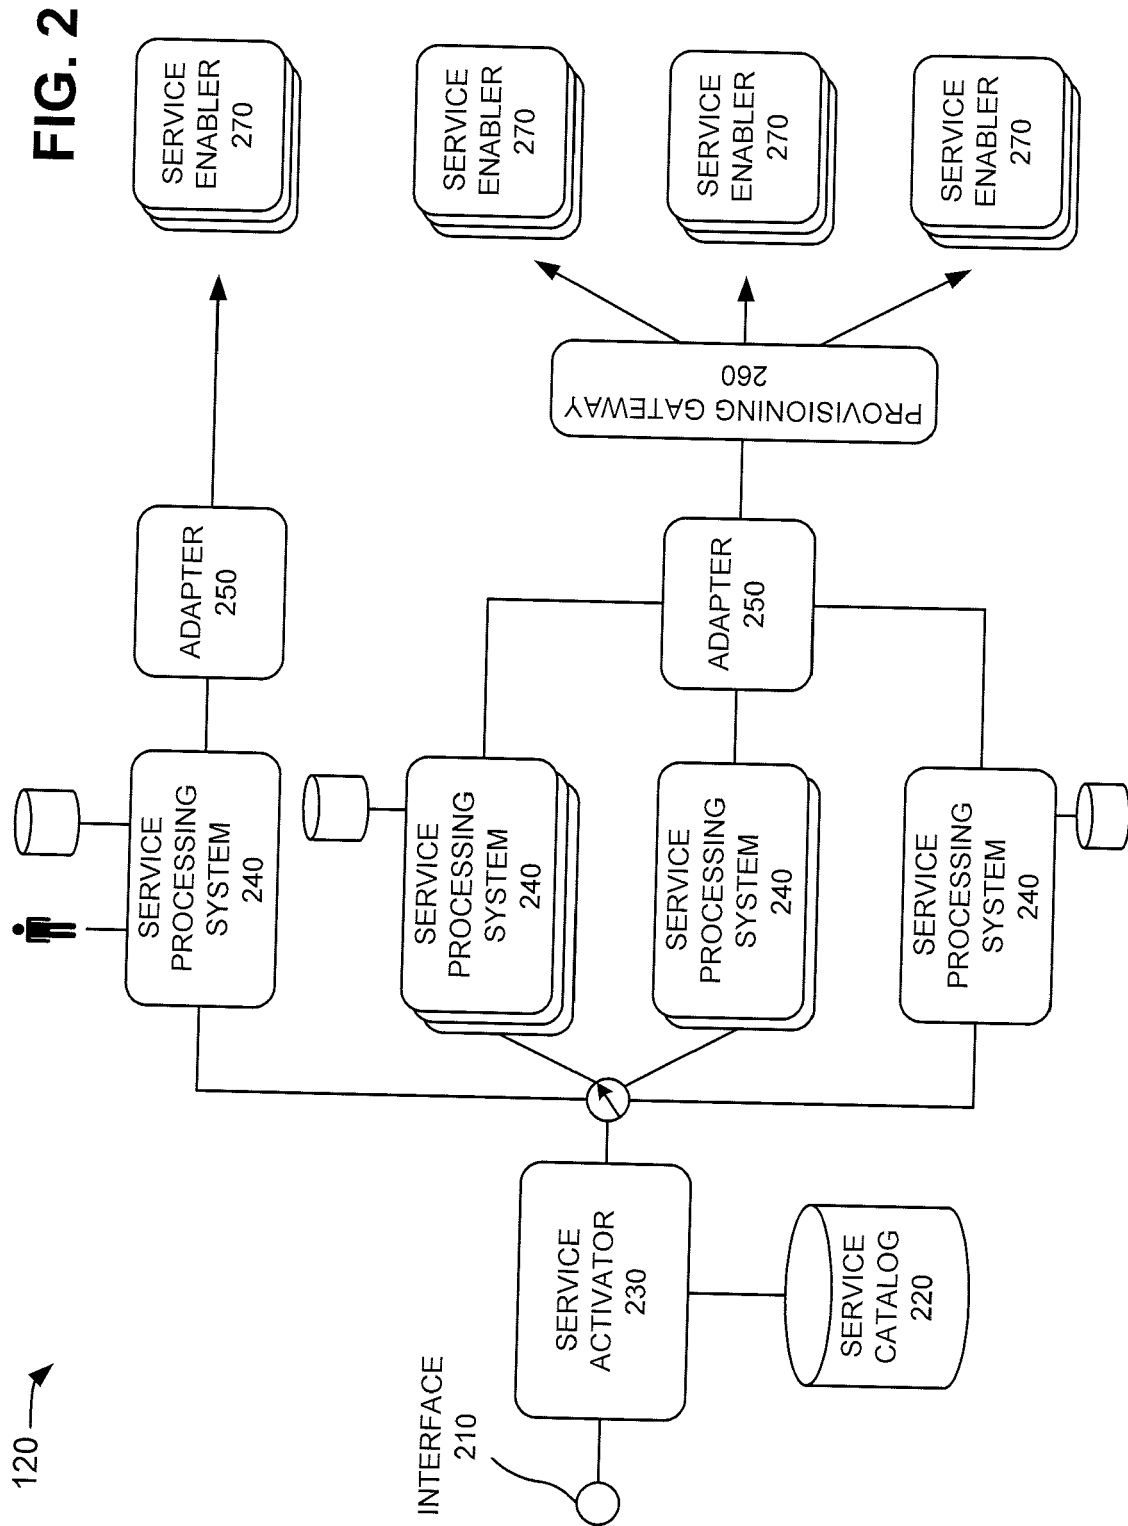 FIG. 2
120
INTERFACE
210
SERVICE
ACTIVATOR
230
SERVICE
CATALOG
220
SERVICE
PROCESSING
SYSTEM
240
SERVICE
PROCESSING
SYSTEM
240
SERVICE
PROCESSING
SYSTEM
240
SERVICE
PROCESSING
SYSTEM
240
ADAPTER
250
ADAPTER
250
PROVISIONING GATEWAY
260
SERVICE
ENABLER
270
SERVICE
ENABLER
270
SERVICE
ENABLER
270
SERVICE
ENABLER
270